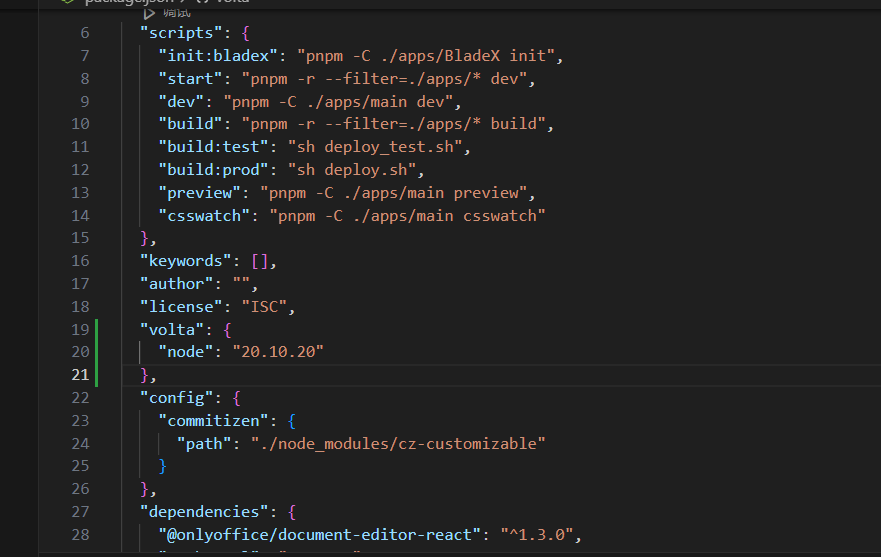 调试
6 "scripts": {
7 "init:bladex": "pnpm -C ./apps/BladeX init",
8 "start": "pnpm -r --filter=./apps/* dev",
9 "dev": "pnpm -C ./apps/main dev",
10 "build": "pnpm -r --filter=./apps/* build",
11 "build:test": "sh deploy_test.sh",
12 "build:prod": "sh deploy.sh",
13 "preview": "pnpm -C ./apps/main preview",
14 "csswatch": "pnpm -C ./apps/main csswatch"
15 },
16 "keywords": [],
17 "author": "",
18 "license": "ISC",
19 "volta": {
20 "node": "20.10.20"
21 },
22 "config": {
23 "commitizen": {
24 "path": "./node_modules/cz-customizable"
25 }
26 },
27 "dependencies": {
28 "@onlyoffice/document-editor-react": "^1.3.0",